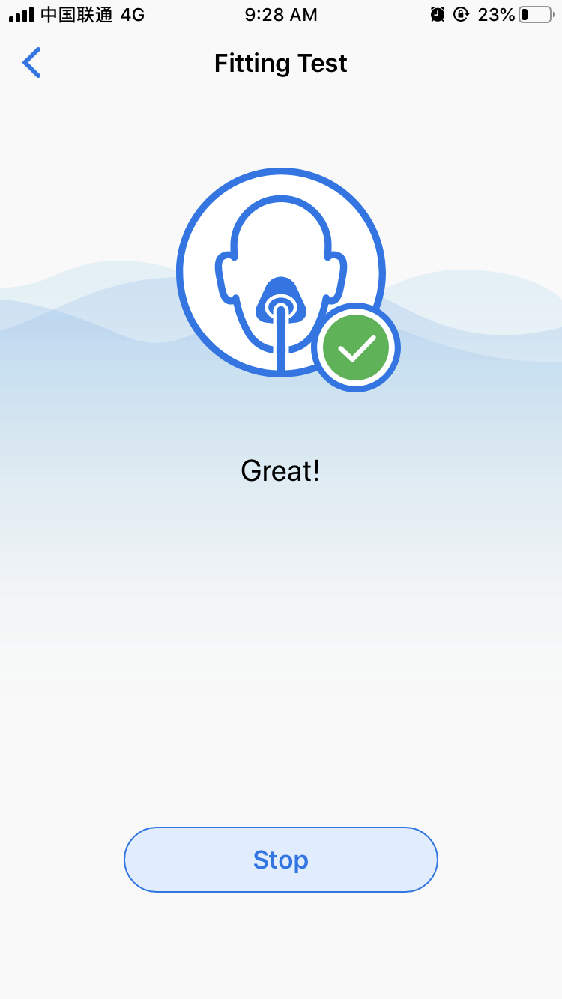 中国联通 4G 9:28 AM 23%
Fitting Test
Great!
Stop